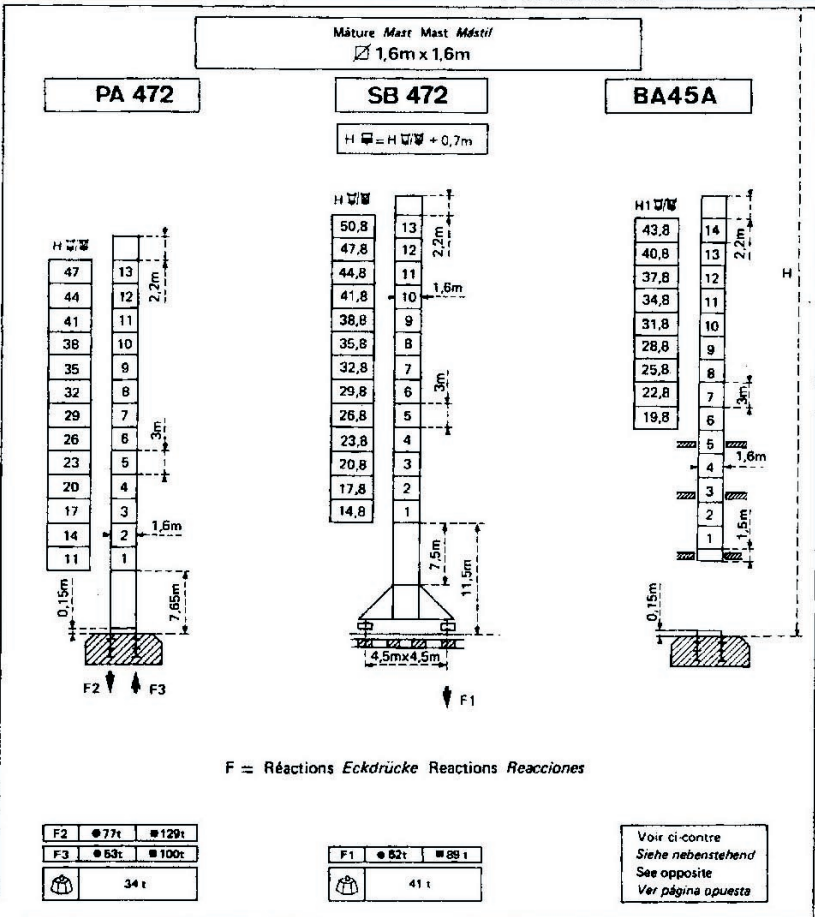 Mâture Mast Mast Mástil
1,6m x 1,6m
PA 472
SB 472
BA45A
H = H / + 0,7m
H /
47 13
44 12
41 11
38 10
35 9
32 8
29 7
26 6
23 5
20 4
17 3
14 2
11 1
2,2m
3m
1,6m
0,15m
7,65m
F2 F3
H /
50,8 13
47,8 12
44,8 11
41,8 10
38,8 9
35,8 8
32,8 7
29,8 6
26,8 5
23,8 4
20,8 3
17,8 2
14,8 1
2,2m
1,6m
3m
7,5m
11,5m
4,5mx4,5m
F1
H1 /
43,8 14
40,8 13
37,8 12
34,8 11
31,8 10
28,8 9
25,8 8
22,8 7
19,8 6
5
4
3
2
1
2,2m
3m
1,6m
1,5m
0,15m
H
F = Réactions Eckdrücke Reactions Reacciones
F2 ●77t ■129t
F3 ●53t ■100t
34 t
F1 ●62t ■89 t
41 t
Voir ci-contre
Siehe nebenstehend
See opposite
Ver página opuesta